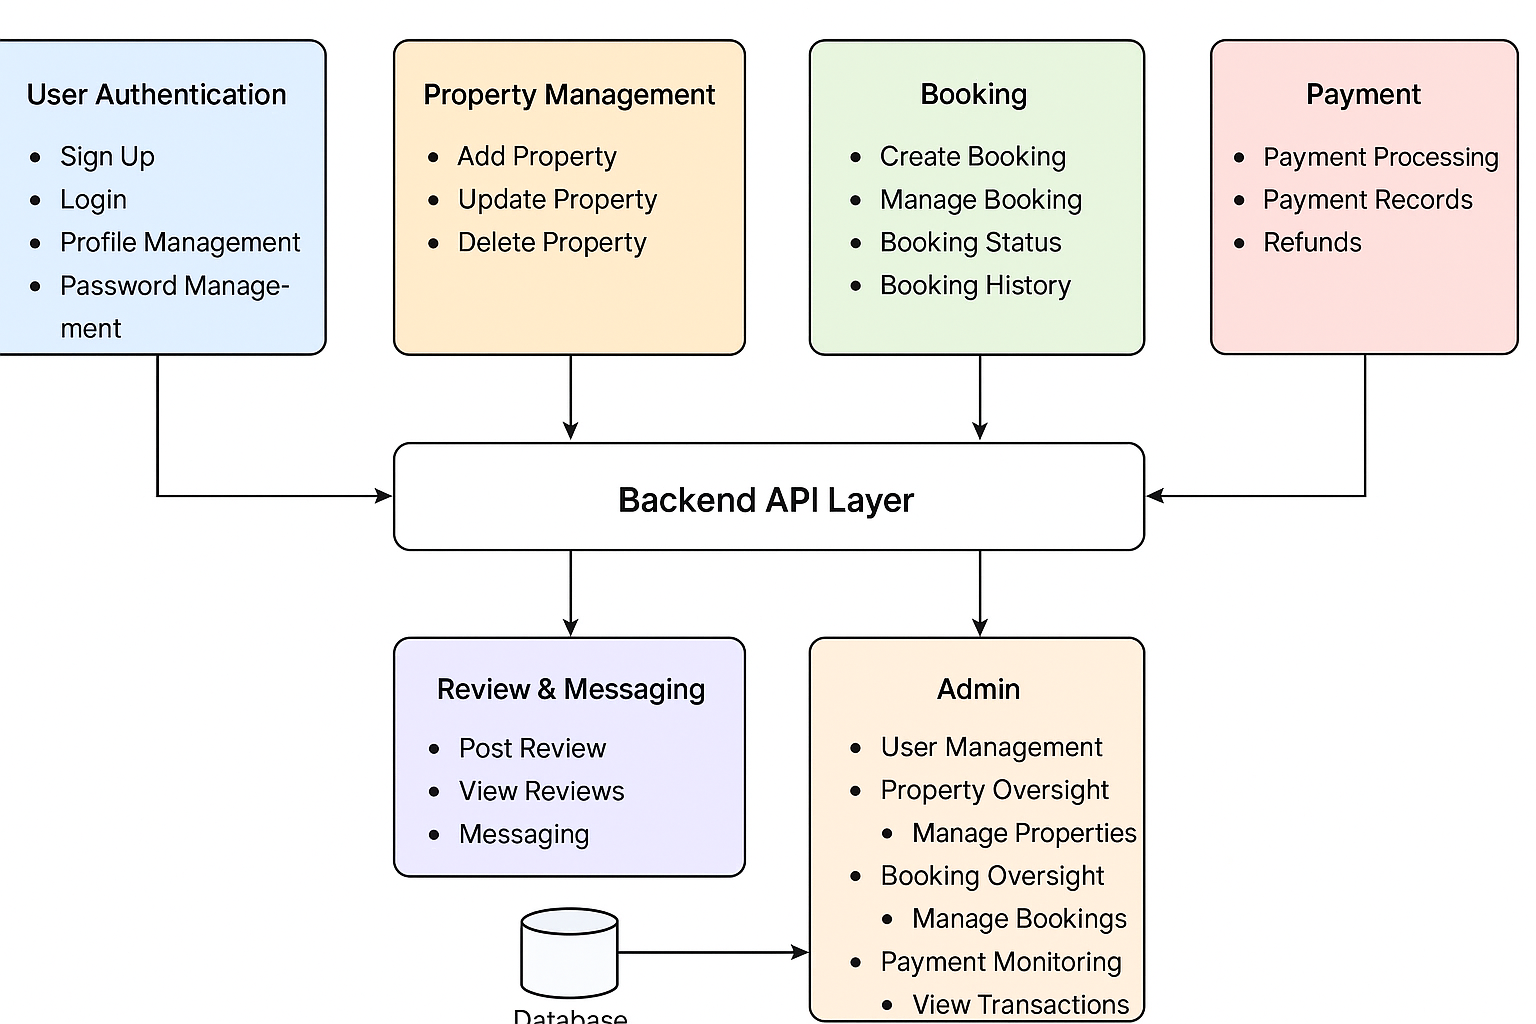 User Authentication
• Sign Up
• Login
• Profile Management
• Password Manage-
ment
Property Management
• Add Property
• Update Property
• Delete Property
Booking
• Create Booking
• Manage Booking
• Booking Status
• Booking History
Payment
• Payment Processing
• Payment Records
• Refunds
Backend API Layer
Review & Messaging
• Post Review
• View Reviews
• Messaging
Admin
• User Management
• Property Oversight
• Manage Properties
• Booking Oversight
• Manage Bookings
• Payment Monitoring
• View Transactions
Database